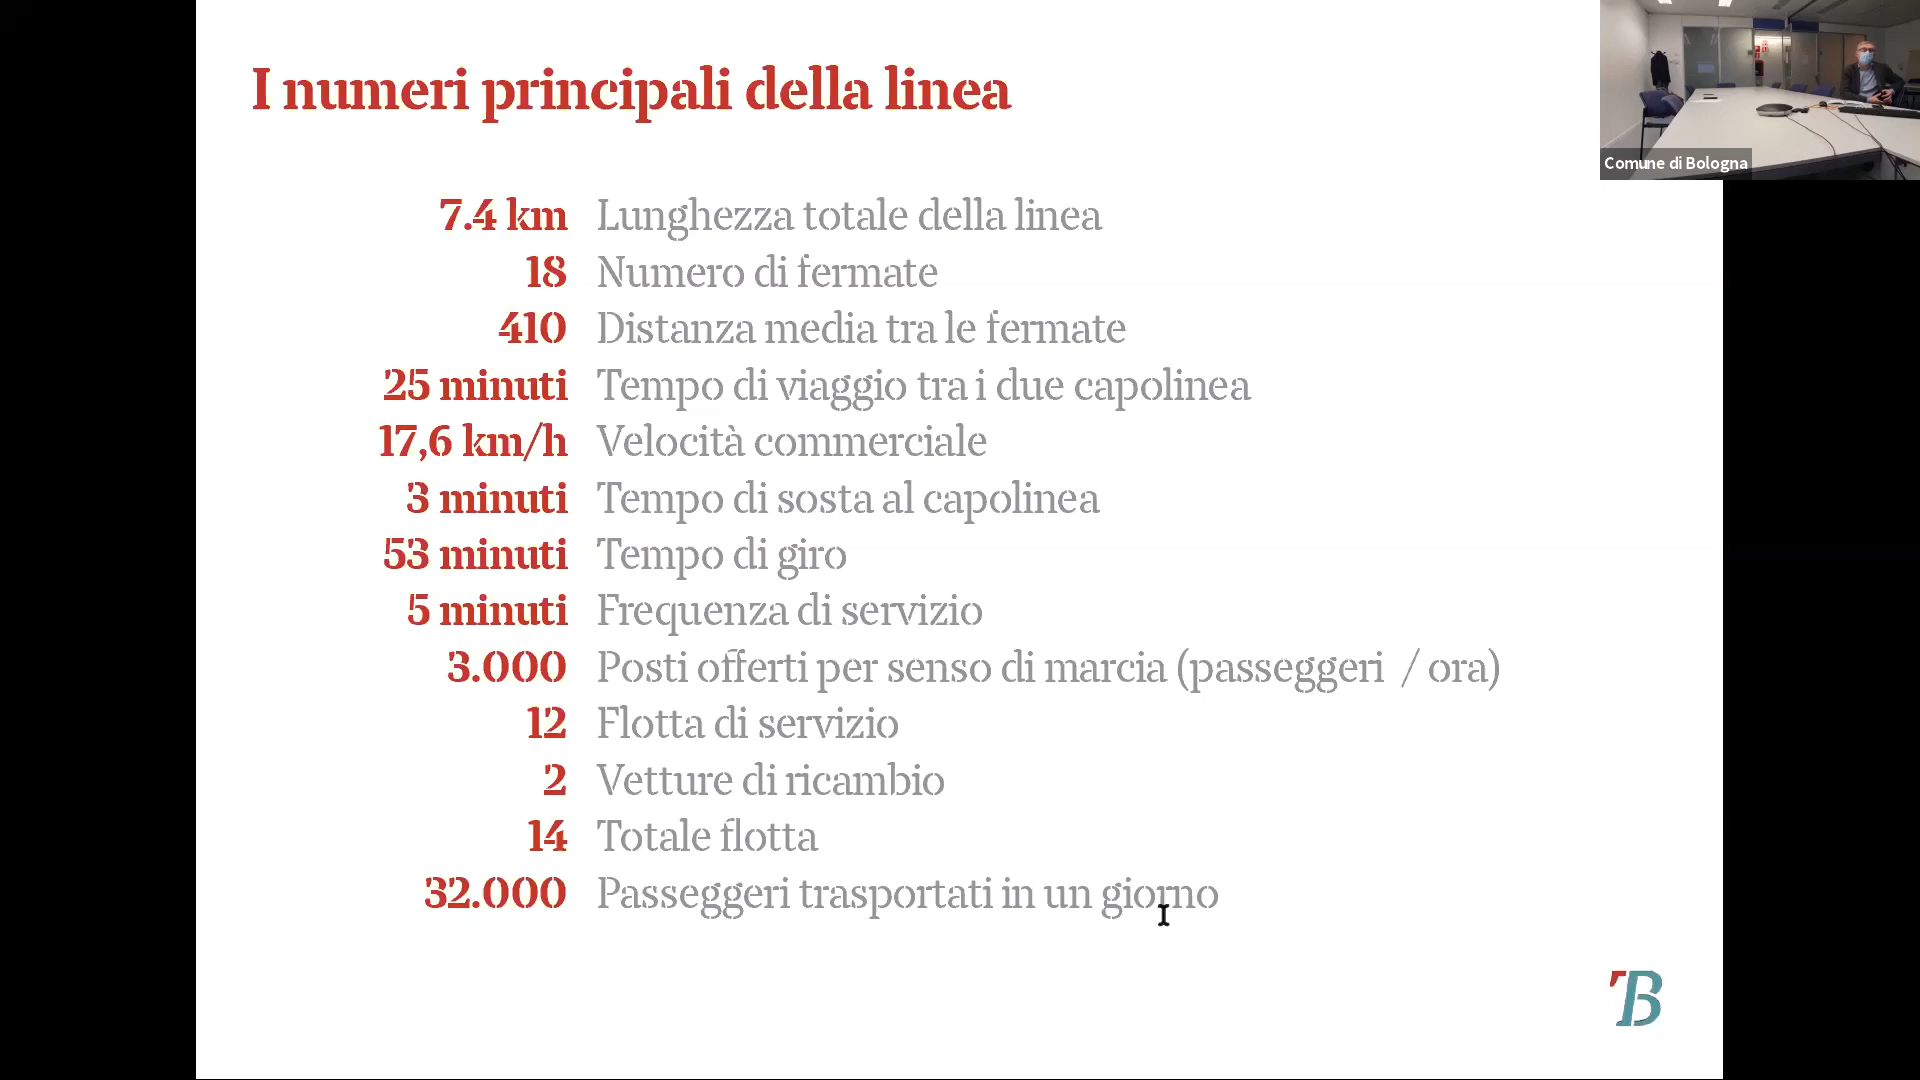 I numeri principali della linea
Comune di Bologna
7.4 km Lunghezza totale della linea
18 Numero di fermate
410 Distanza media tra le fermate
25 minuti Tempo di viaggio tra i due capolinea
17,6 km/h Velocità commerciale
3 minuti Tempo di sosta al capolinea
53 minuti Tempo di giro
5 minuti Frequenza di servizio
3.000 Posti offerti per senso di marcia (passeggeri / ora)
12 Flotta di servizio
2 Vetture di ricambio
14 Totale flotta
32.000 Passeggeri trasportati in un giorno
TB